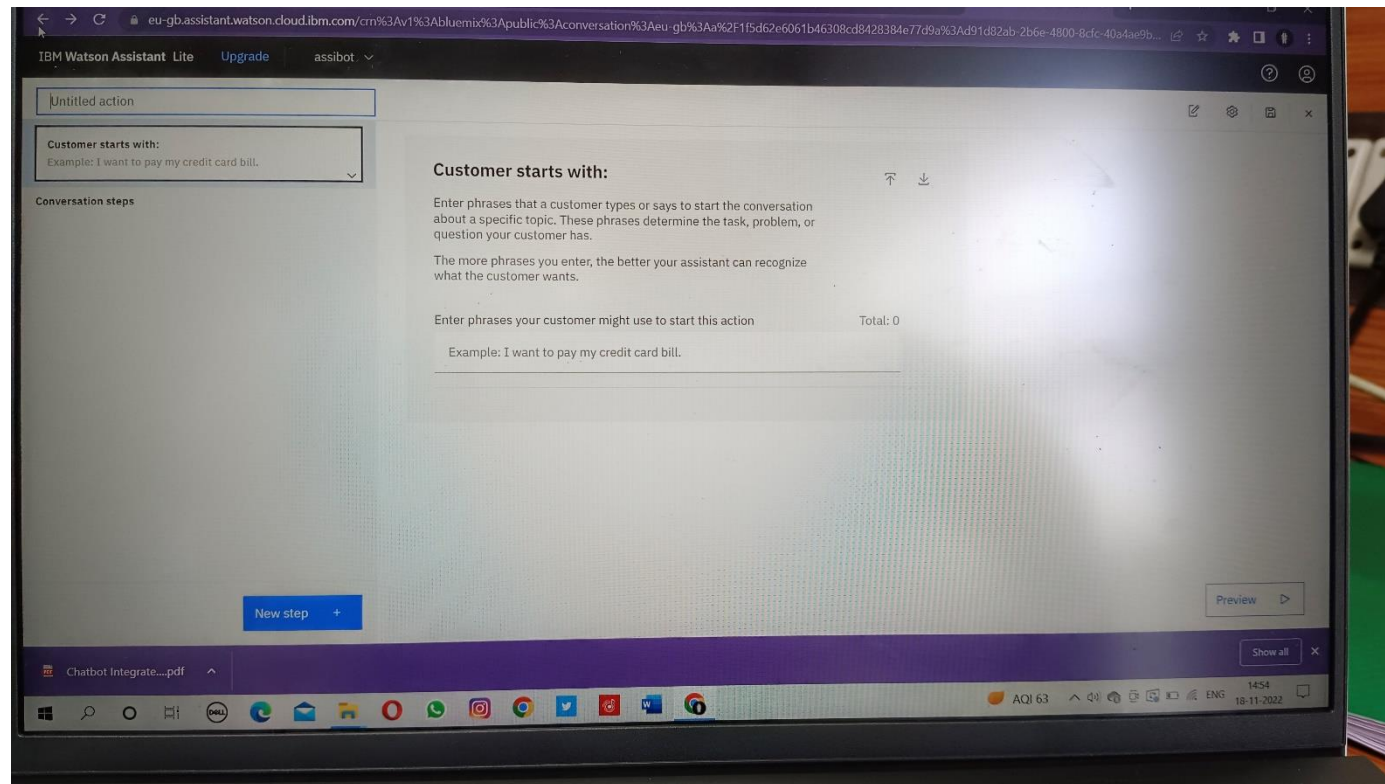 eu-gb.assistant.watson.cloud.ibm.com/crn%3Av1%3Abluemix%3Apublic%3Aconversation%3Aeu-gb%3Aa%2F1f5d62e6061b46308cd8428384e77d9a%3Ad91d82ab-2b6e-4800-8cfc-40a4ae9b...
IBM Watson Assistant Lite Upgrade assibot
Untitled action
Customer starts with:
Example: I want to pay my credit card bill.
Conversation steps
Customer starts with:
Enter phrases that a customer types or says to start the conversation
about a specific topic. These phrases determine the task, problem, or
question your customer has.
The more phrases you enter, the better your assistant can recognize
what the customer wants.
Enter phrases your customer might use to start this action Total: 0
Example: I want to pay my credit card bill.
New step +
Preview
Chatbot Integrate....pdf
Show all
DELL
W
AQI 63 ENG 14:54
18-11-2022